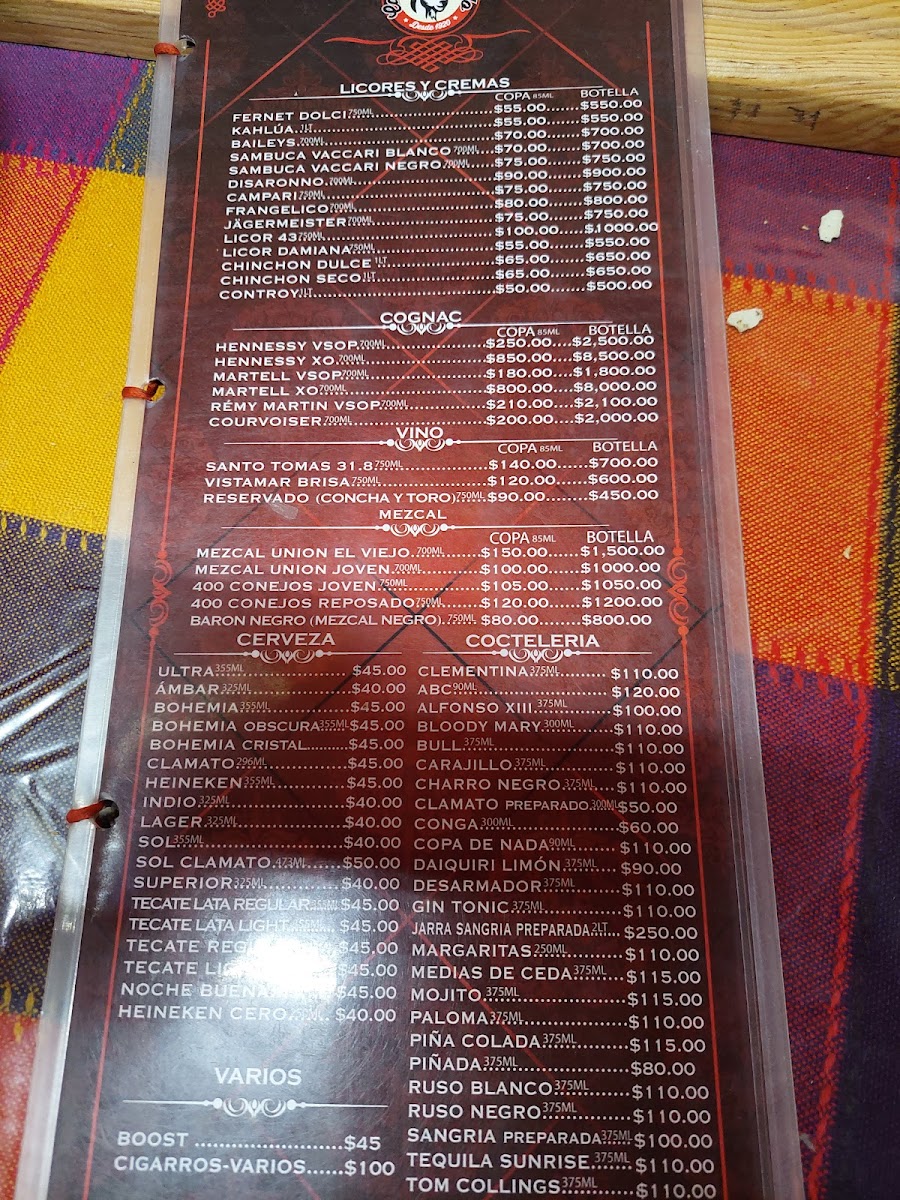 Desde 1920
LICORES Y CREMAS
COPA 85ML BOTELLA
FERNET DOLCI 750ML $55.00 $550.00
KAHLÚA 1LT $55.00 $550.00
BAILEYS 700ML $70.00 $700.00
SAMBUCA VACCARI BLANCO 700ML $70.00 $700.00
SAMBUCA VACCARI NEGRO 700ML $75.00 $750.00
DISARONNO 700ML $90.00 $900.00
CAMPARI 750ML $75.00 $750.00
FRANGELICO 700ML $80.00 $800.00
JÄGERMEISTER 700ML $75.00 $750.00
LICOR 43 750ML $100.00 $1000.00
LICOR DAMIANA 750ML $55.00 $550.00
CHINCHON DULCE 1LT $65.00 $650.00
CHINCHON SECO 1LT $65.00 $650.00
CONTROY 1LT $50.00 $500.00
COGNAC
COPA 85ML BOTELLA
HENNESSY VSOP 700ML $250.00 $2,500.00
HENNESSY XO 700ML $850.00 $8,500.00
MARTELL VSOP 700ML $180.00 $1,800.00
MARTELL XO 700ML $800.00 $8,000.00
RÉMY MARTIN VSOP 700ML $210.00 $2,100.00
COURVOISER 700ML $200.00 $2,000.00
VINO
COPA 85ML BOTELLA
SANTO TOMAS 31.8 750ML $140.00 $700.00
VISTAMAR BRISA 750ML $120.00 $600.00
RESERVADO (CONCHA Y TORO) 750ML $90.00 $450.00
MEZCAL
COPA 85ML BOTELLA
MEZCAL UNION EL VIEJO 700ML $150.00 $1,500.00
MEZCAL UNION JOVEN 700ML $100.00 $1000.00
400 CONEJOS JOVEN 750ML $105.00 $1050.00
400 CONEJOS REPOSADO 750ML $120.00 $1200.00
BARON NEGRO (MEZCAL NEGRO) 750ML $80.00 $800.00
CERVEZA
ULTRA 355ML $45.00
ÁMBAR 325ML $40.00
BOHEMIA 355ML $45.00
BOHEMIA OBSCURA 355ML $45.00
BOHEMIA CRISTAL $45.00
CLAMATO 296ML $45.00
HEINEKEN 355ML $45.00
INDIO 325ML $40.00
LAGER 325ML $40.00
SOL 355ML $40.00
SOL CLAMATO 473ML $50.00
SUPERIOR 325ML $40.00
TECATE LATA REGULAR 355ML $45.00
TECATE LATA LIGHT 355ML $45.00
TECATE $45.00
TECATE $45.00
NOCHE BUENA $45.00
HEINEKEN CERO $40.00
VARIOS
BOOST $45
CIGARROS-VARIOS $100
COCTELERIA
CLEMENTINA 375ML $110.00
ABC 90ML $120.00
ALFONSO XIII 375ML $100.00
BLOODY MARY 300ML $110.00
BULL 375ML $110.00
CARAJILLO 375ML $110.00
CHARRO NEGRO 375ML $110.00
CLAMATO PREPARADO 300ML $50.00
CONGA 300ML $60.00
COPA DE NADA 90ML $110.00
DAIQUIRI LIMÓN 375ML $90.00
DESARMADOR 375ML $110.00
GIN TONIC 375ML $110.00
JARRA SANGRIA PREPARADA 2LT $250.00
MARGARITAS 250ML $110.00
MEDIAS DE CEDA 375ML $115.00
MOJITO 375ML $115.00
PALOMA 375ML $110.00
PIÑA COLADA 375ML $115.00
PIÑADA 375ML $80.00
RUSO BLANCO 375ML $110.00
RUSO NEGRO 375ML $110.00
SANGRIA PREPARADA 375ML $100.00
TEQUILA SUNRISE 375ML $110.00
TOM COLLINGS 375ML $110.00